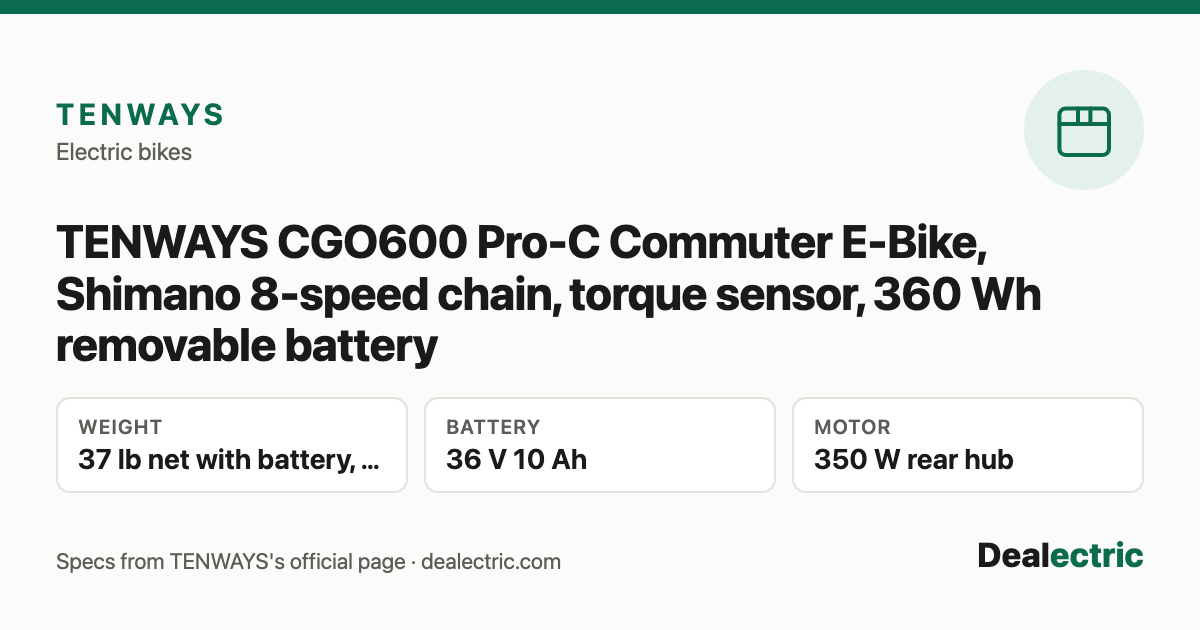 TENWAYS
Electric bikes
TENWAYS CGO600 Pro-C Commuter E-Bike,
Shimano 8-speed chain, torque sensor, 360 Wh
removable battery
WEIGHT
37 lb net with battery, ...
BATTERY
36 V 10 Ah
MOTOR
350 W rear hub
Specs from TENWAYS's official page · dealectric.com
Dealectric